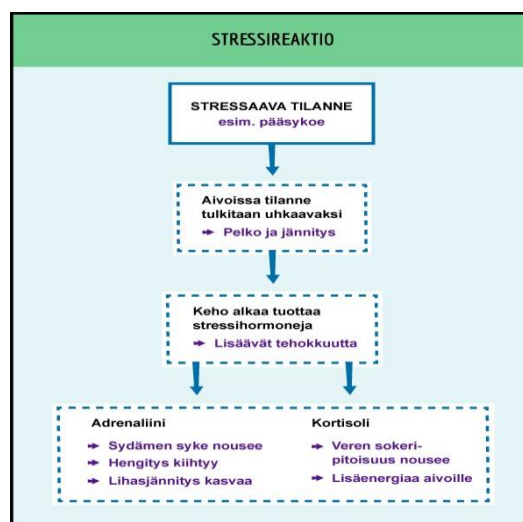 STRESSIREAKTIO
STRESSAAVA TILANNE
esim. pääsykoe
Aivoissa tilanne
tulkitaan uhkaavaksi
➔ Pelko ja jännitys
Keho alkaa tuottaa
stressihormoneja
➔ Lisäävät tehokkuutta
Adrenaliini
➔ Sydämen syke nousee
➔ Hengitys kiihtyy
➔ Lihasjännitys kasvaa
Kortisoli
➔ Veren sokeri-
pitoisuus nousee
➔ Lisäenergiaa aivoille